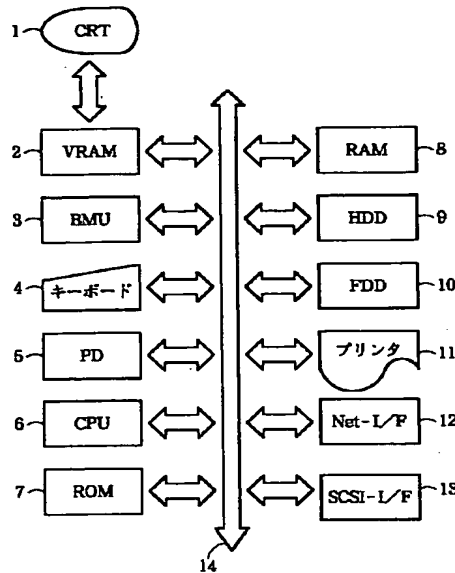 1 CRT
2 VRAM RAM 8
3 BMU HDD 9
4 キーボード FDD 10
5 PD プリンタ 11
6 CPU Net-I/F 12
7 ROM SCSI-I/F 13
14